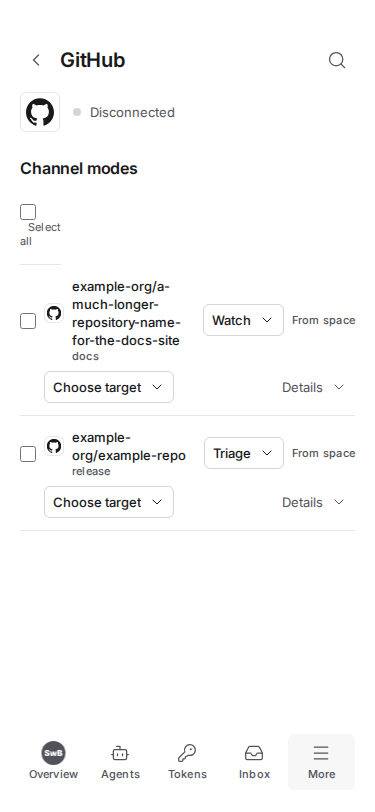 GitHub
Disconnected
Channel modes
Select
all
example-org/a-
much-longer-
repository-name-
for-the-docs-site
docs
Watch
From space
Choose target
Details
example-
org/example-repo
release
Triage
From space
Choose target
Details
SwB
Overview
Agents
Tokens
Inbox
More